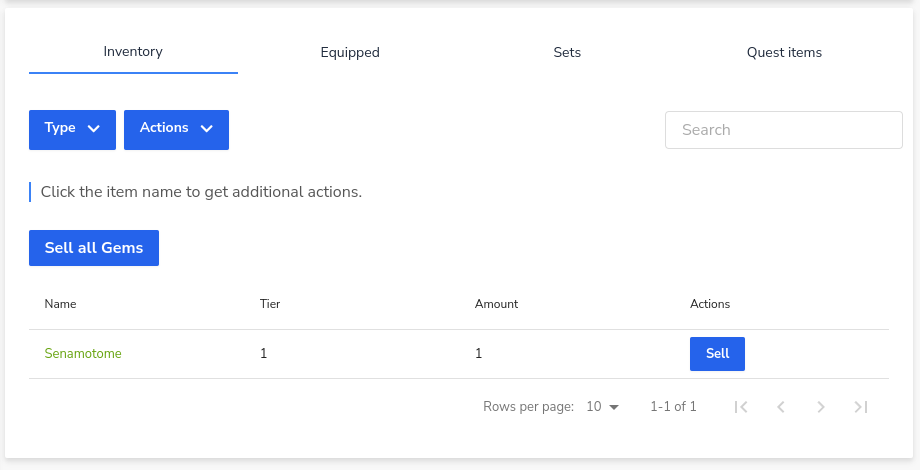 Inventory Equipped Sets Quest items
Type Actions Search
Click the item name to get additional actions.
Sell all Gems
Name Tier Amount Actions
Senamotome 1 1 Sell
Rows per page: 10 1-1 of 1